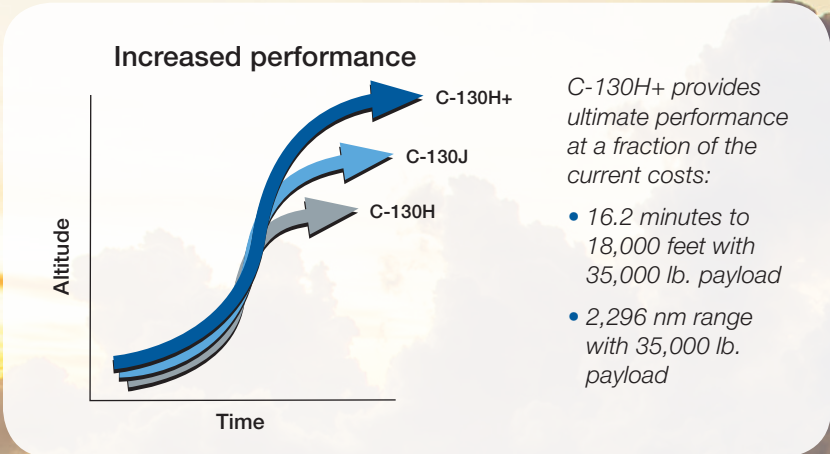 Increased performance
C-130H+
C-130J
C-130H
Altitude
Time
C-130H+ provides
ultimate performance
at a fraction of the
current costs:
• 16.2 minutes to
18,000 feet with
35,000 lb. payload
• 2,296 nm range
with 35,000 lb.
payload